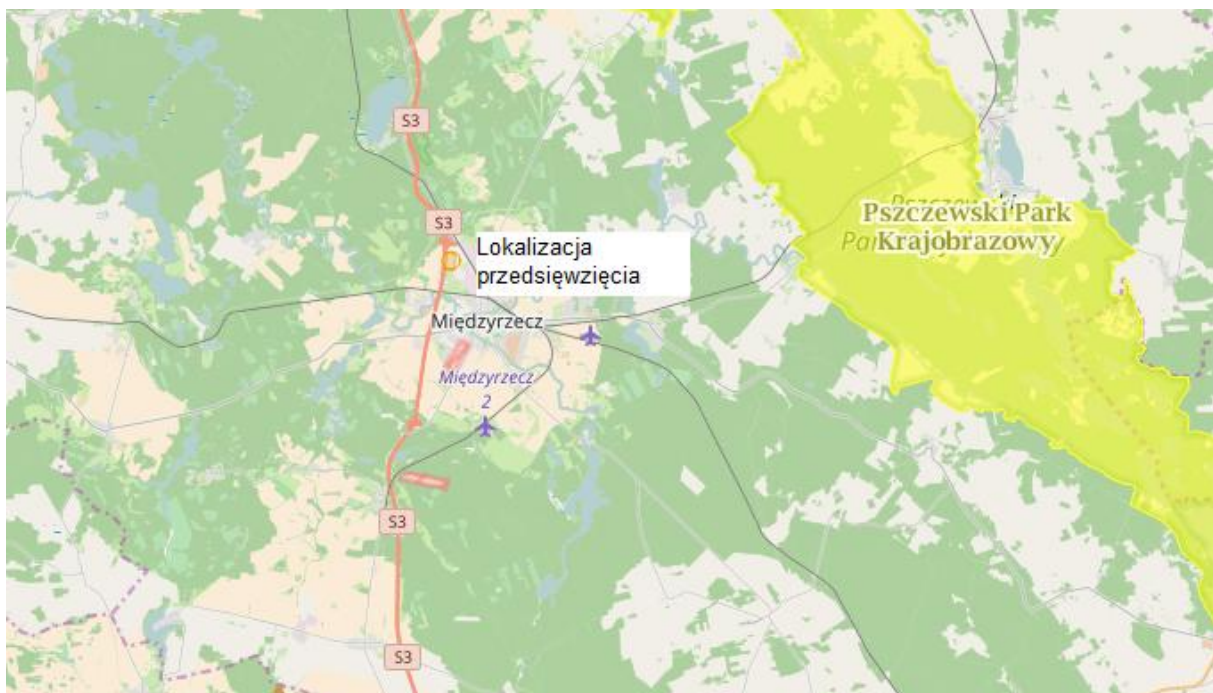 S3
Pszczewski Park
Krajobrazowy
S3
Lokalizacja
przedsięwzięcia
Międzyrzecz
Międzyrzecz
2
S3
S3